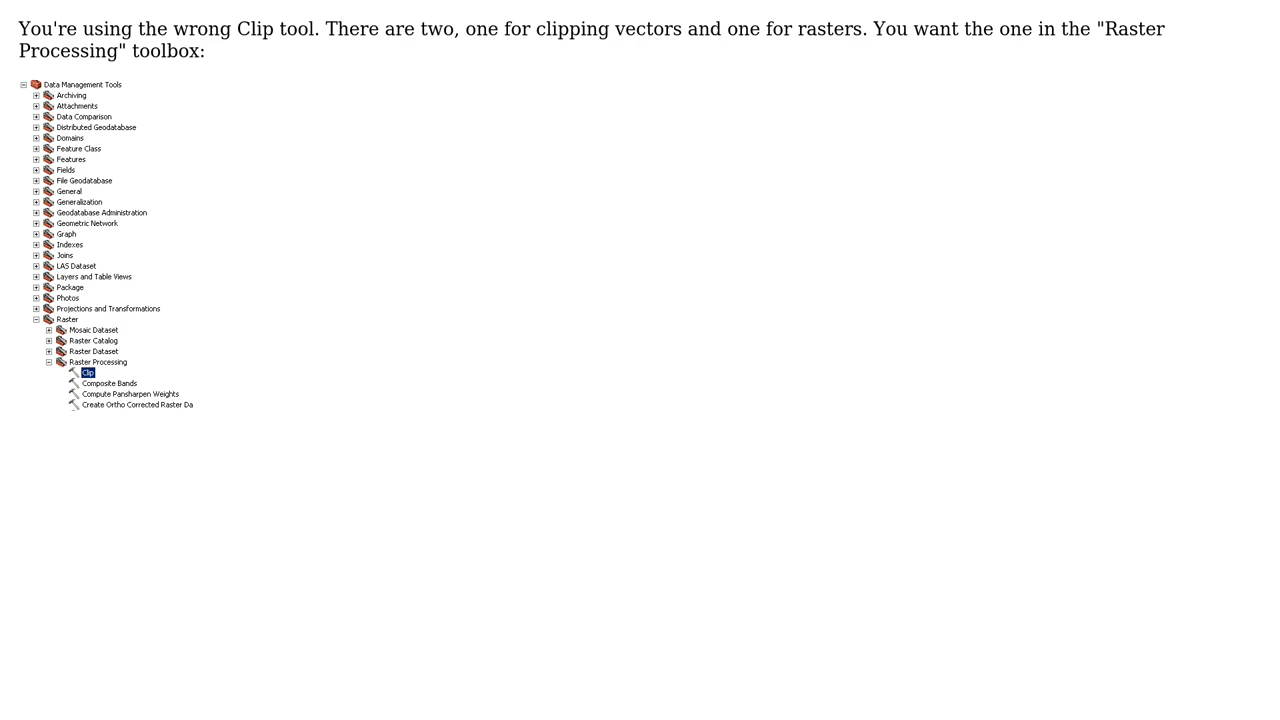 You're using the wrong Clip tool. There are two, one for clipping vectors and one for rasters. You want the one in the "Raster
Processing" toolbox:
Data Management Tools
Archiving
Attachments
Data Comparison
Distributed Geodatabase
Domains
Feature Class
Features
Fields
File Geodatabase
General
Generalization
Geodatabase Administration
Geometric Network
Graph
Indexes
Joins
LAS Dataset
Layers and Table Views
Package
Photos
Projections and Transformations
Raster
Mosaic Dataset
Raster Catalog
Raster Dataset
Raster Processing
Clip
Composite Bands
Compute Pansharpen Weights
Create Ortho Corrected Raster Da